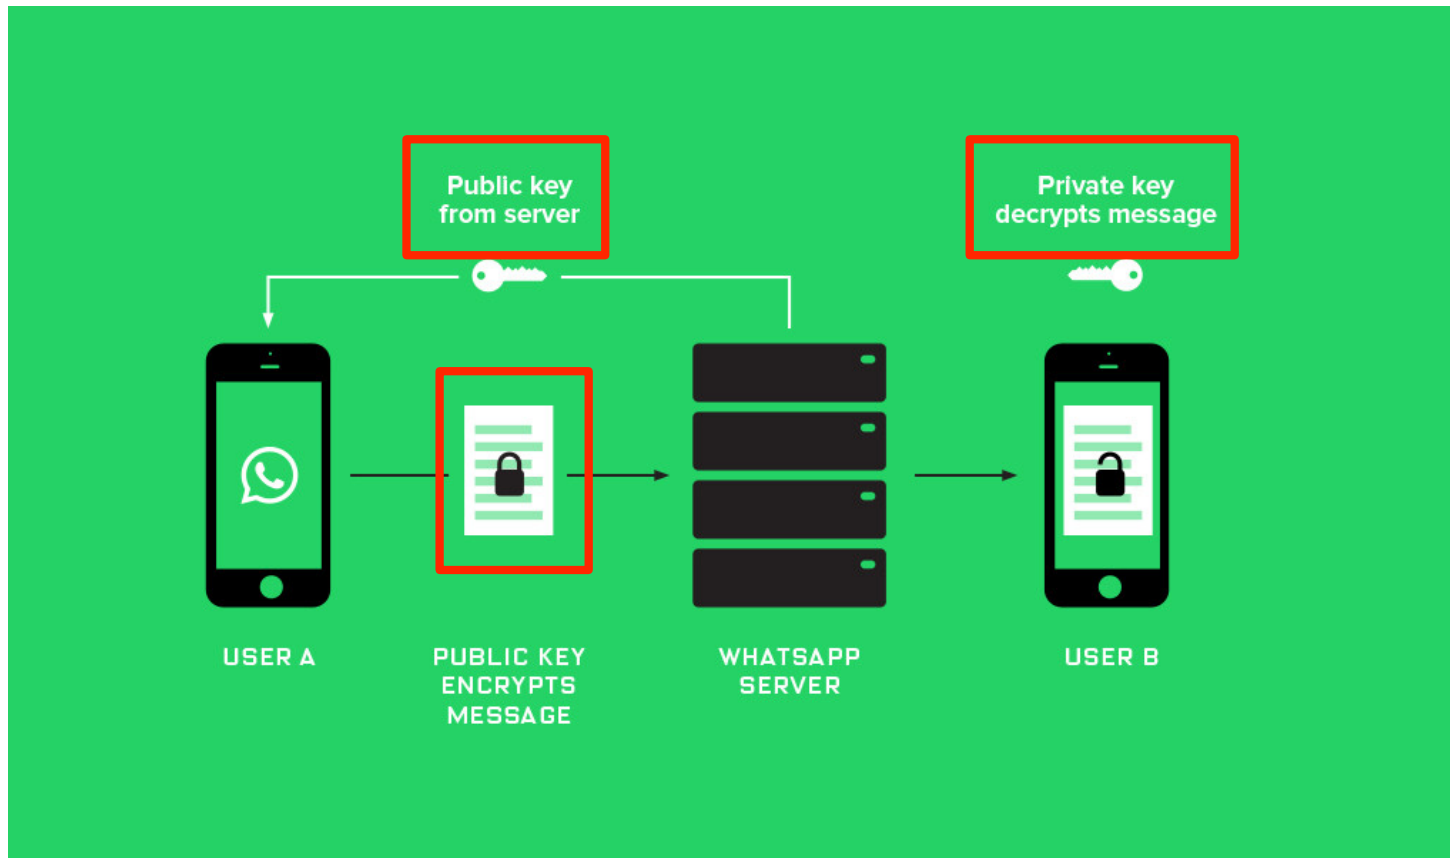 Public key
from server
Private key
decrypts message
USER A
PUBLIC KEY
ENCRYPTS
MESSAGE
WHATSAPP
SERVER
USER B